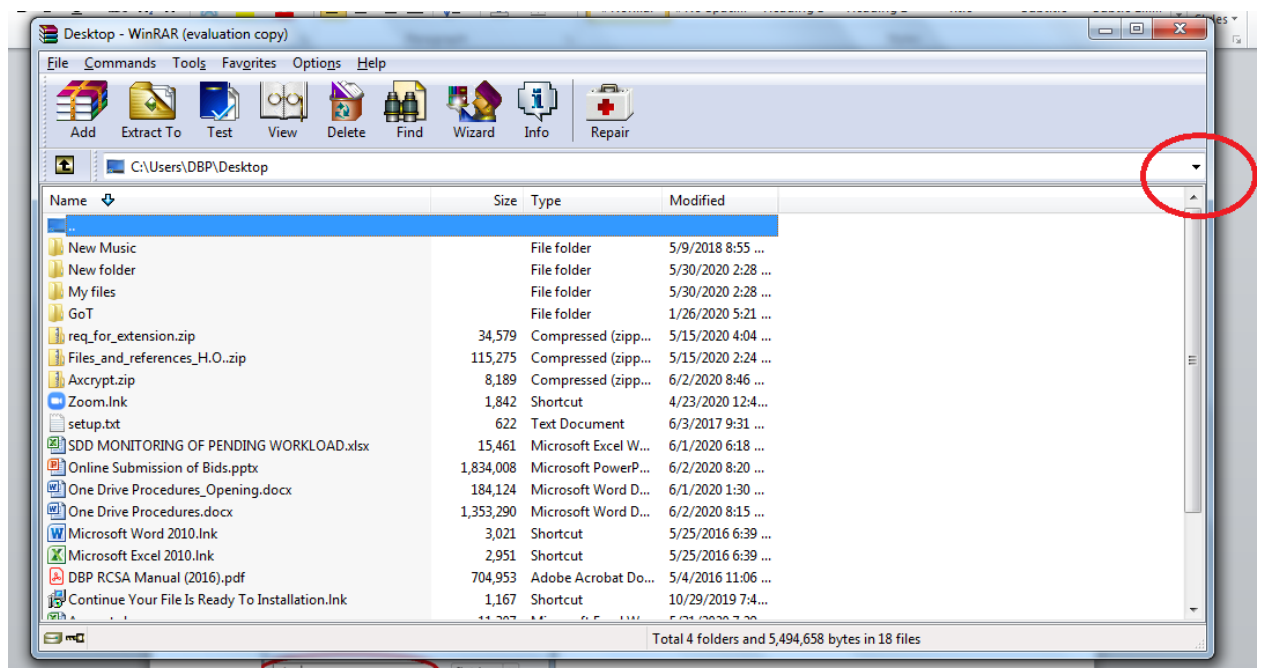 Desktop - WinRAR (evaluation copy)
File Commands Tools Favorites Options Help
Add Extract To Test View Delete Find Wizard Info Repair
C:\Users\DBP\Desktop
Name Size Type Modified
..
New Music File folder 5/9/2018 8:55 ...
New folder File folder 5/30/2020 2:28 ...
My files File folder 5/30/2020 2:28 ...
GoT File folder 1/26/2020 5:21 ...
req_for_extension.zip 34,579 Compressed (zipp... 5/15/2020 4:04 ...
Files_and_references_H.O..zip 115,275 Compressed (zipp... 5/15/2020 2:24 ...
Axcrypt.zip 8,189 Compressed (zipp... 6/2/2020 8:46 ...
Zoom.lnk 1,842 Shortcut 4/23/2020 12:4...
setup.txt 622 Text Document 6/3/2017 9:31 ...
SDD MONITORING OF PENDING WORKLOAD.xlsx 15,461 Microsoft Excel W... 6/1/2020 6:18 ...
Online Submission of Bids.pptx 1,834,008 Microsoft PowerP... 6/2/2020 8:20 ...
One Drive Procedures_Opening.docx 184,124 Microsoft Word D... 6/1/2020 1:30 ...
One Drive Procedures.docx 1,353,290 Microsoft Word D... 6/2/2020 8:15 ...
Microsoft Word 2010.lnk 3,021 Shortcut 5/25/2016 6:39 ...
Microsoft Excel 2010.lnk 2,951 Shortcut 5/25/2016 6:39 ...
DBP RCSA Manual (2016).pdf 704,953 Adobe Acrobat Do... 5/4/2016 11:06 ...
Continue Your File Is Ready To Installation.lnk 1,167 Shortcut 10/29/2019 7:4...
Total 4 folders and 5,494,658 bytes in 18 files